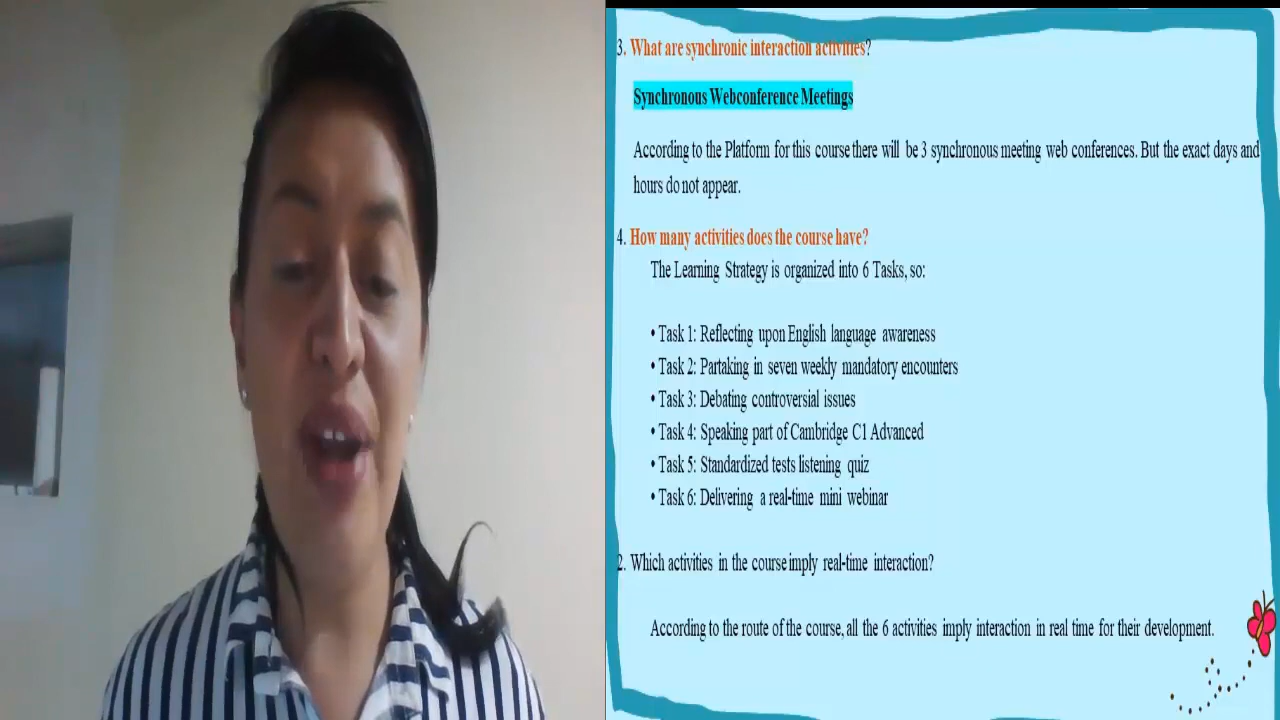 3. What are synchronic interaction activities?
Synchronous Webconference Meetings
According to the Platform for this course there will be 3 synchronous meeting web conferences. But the exact days and
hours do not appear.
4. How many activities does the course have?
The Learning Strategy is organized into 6 Tasks, so:
• Task 1: Reflecting upon English language awareness
• Task 2: Partaking in seven weekly mandatory encounters
• Task 3: Debating controversial issues
• Task 4: Speaking part of Cambridge C1 Advanced
• Task 5: Standardized tests listening quiz
• Task 6: Delivering a real-time mini webinar
2. Which activities in the course imply real-time interaction?
According to the route of the course, all the 6 activities imply interaction in real time for their development.